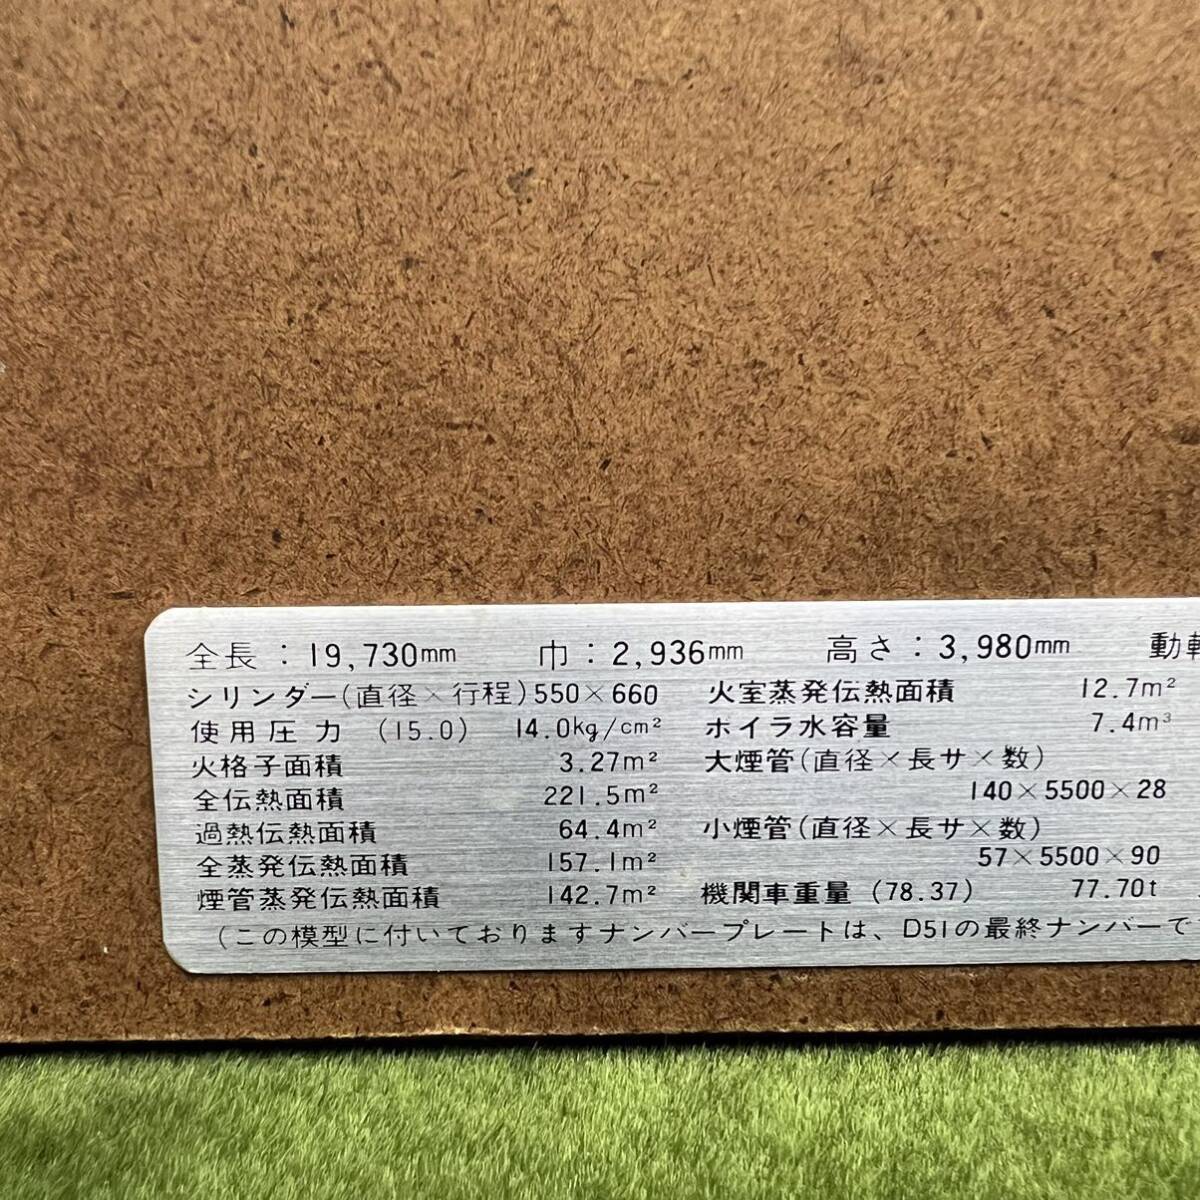 全長：19,730mm　巾：2,936mm　高さ：3,980mm　動
シリンダー(直径×行程)550×660　火室蒸発伝熱面積　12.7m²
使用圧力　(15.0)　14.0kg/cm²　ボイラ水容量　7.4m³
火格子面積　3.27m²　大煙管(直径×長サ×数)
全伝熱面積　221.5m²　140×5500×28
過熱伝熱面積　64.4m²　小煙管(直径×長サ×数)
全蒸発伝熱面積　157.1m²　57×5500×90
煙管蒸発伝熱面積　142.7m²　機関車重量　(78.37)　77.70t
(この模型に付いておりますナンバープレートは、D51の最終ナンバーで